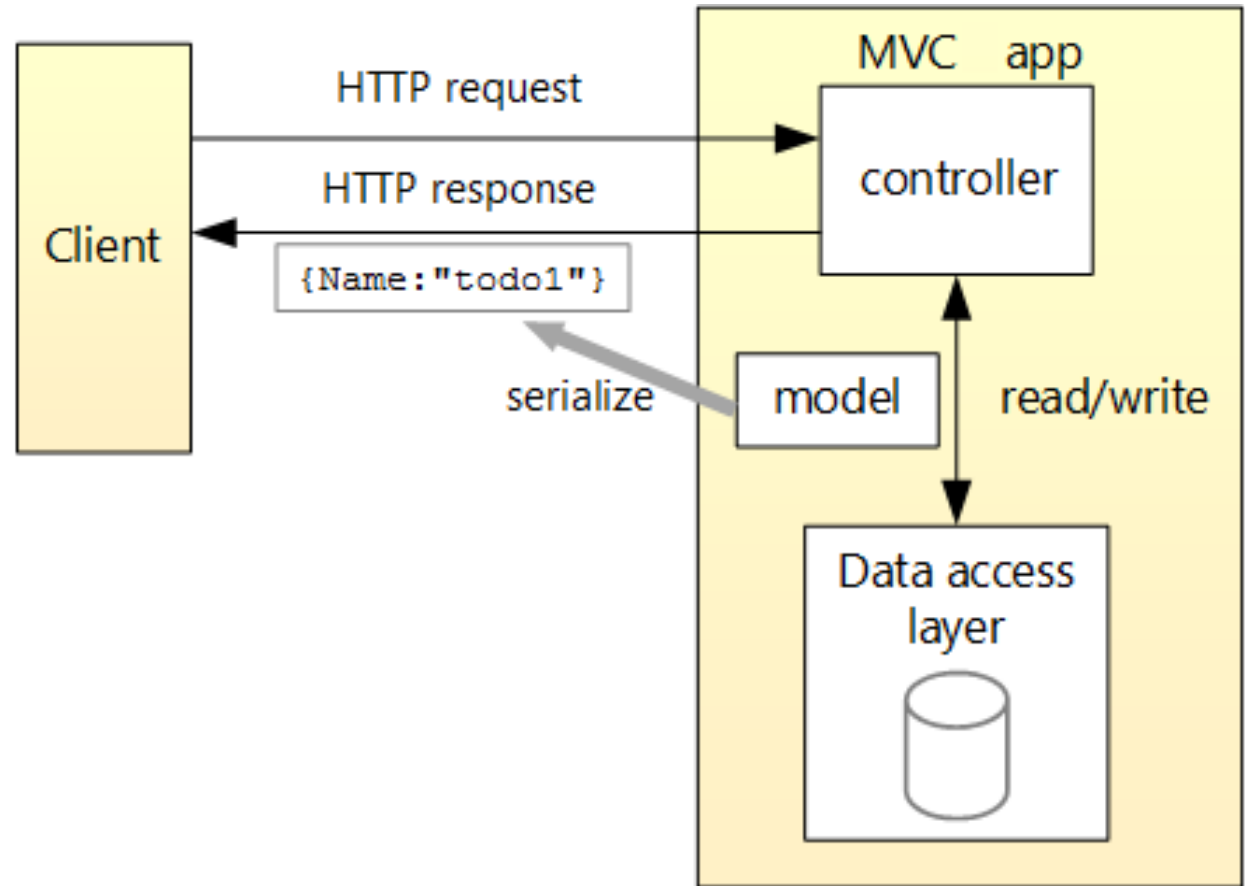 MVC app
HTTP request
controller
HTTP response
Client
{Name:"todo1"}
serialize
model
read/write
Data access
layer